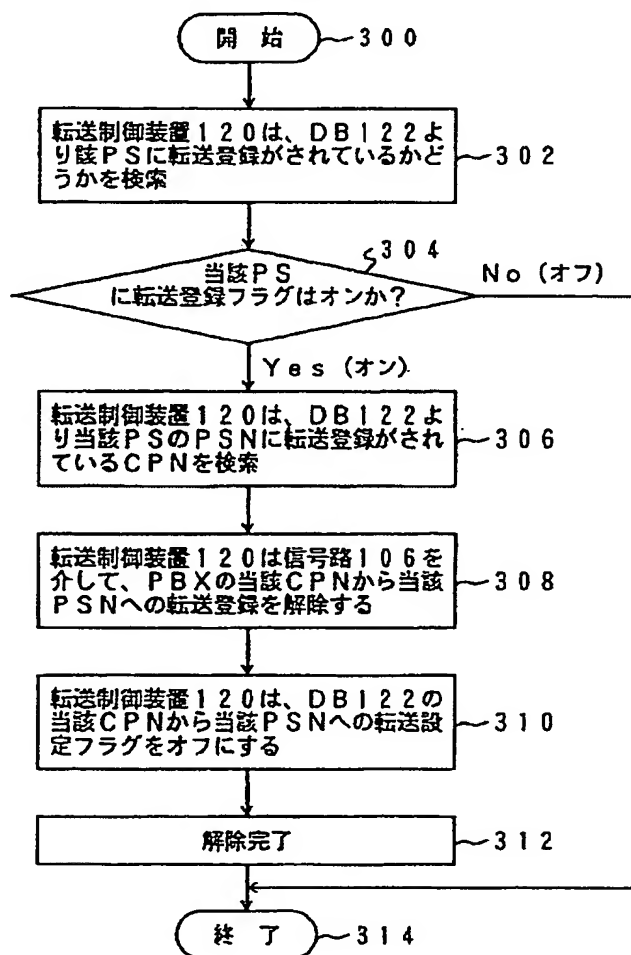 開 始 300
転送制御装置120は、DB122よ
り該PSに転送登録がされているかど
うかを検索
302
304
当該PS
に転送登録フラグはオンか?
No (オフ)
Yes (オン)
転送制御装置120は、DB122よ
り当該PSのPSNに転送登録がされ
ているCPNを検索
306
転送制御装置120は信号路106を
介して、PBXの当該CPNから当該
PSNへの転送登録を解除する
308
転送制御装置120は、DB122の
当該CPNから当該PSNへの転送設
定フラグをオフにする
310
解除完了 312
終 了 314